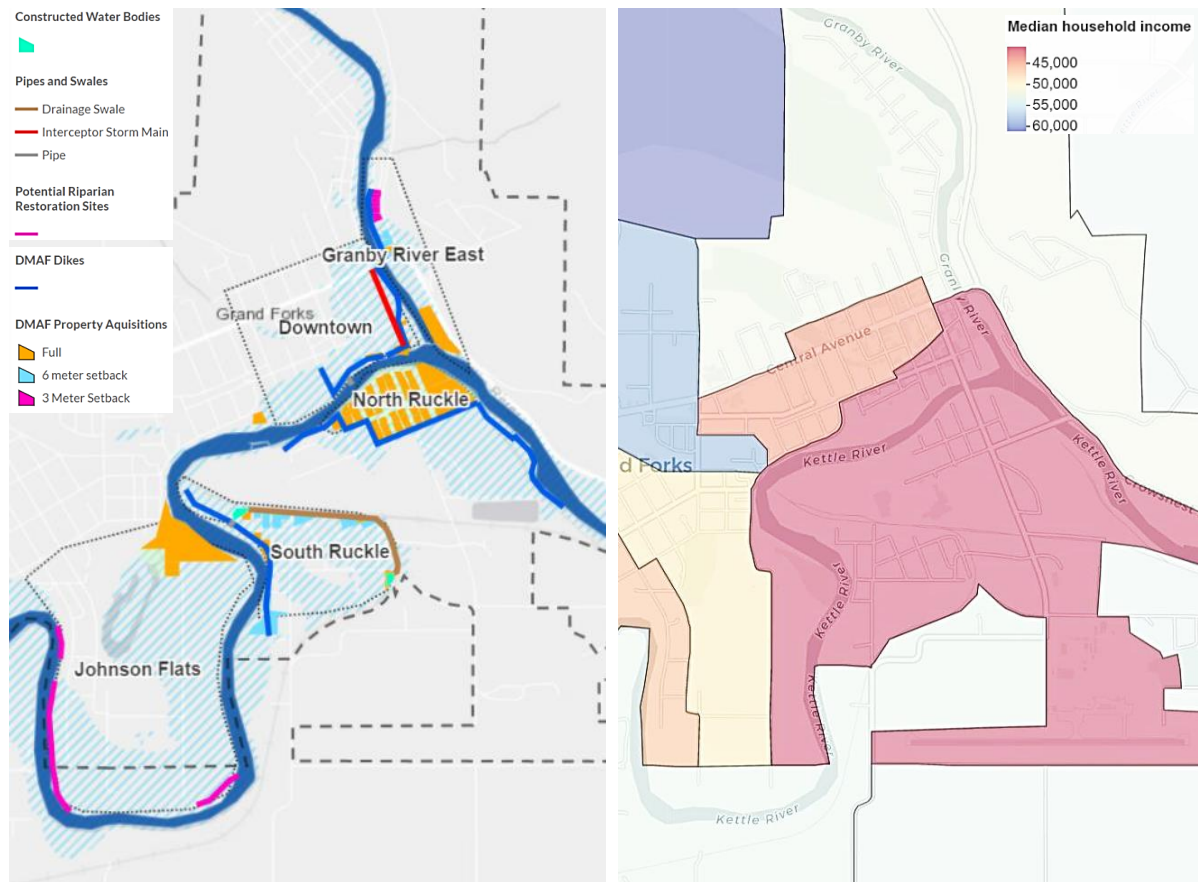 Constructed Water Bodies
Pipes and Swales
Drainage Swale
Interceptor Storm Main
Pipe
Potential Riparian
Restoration Sites
DMAF Dikes
DMAF Property Aquisitions
Full
6 meter setback
3 Meter Setback
Granby River East
Grand Forks
Downtown
North Ruckle
South Ruckle
Johnson Flats
Median household income
45,000
50,000
55,000
60,000
Granby River
Granby River
Central Avenue
Kettle River
d Forks
Kettle River
Crowsnest
Kettle River
Kettle River
Kettle River